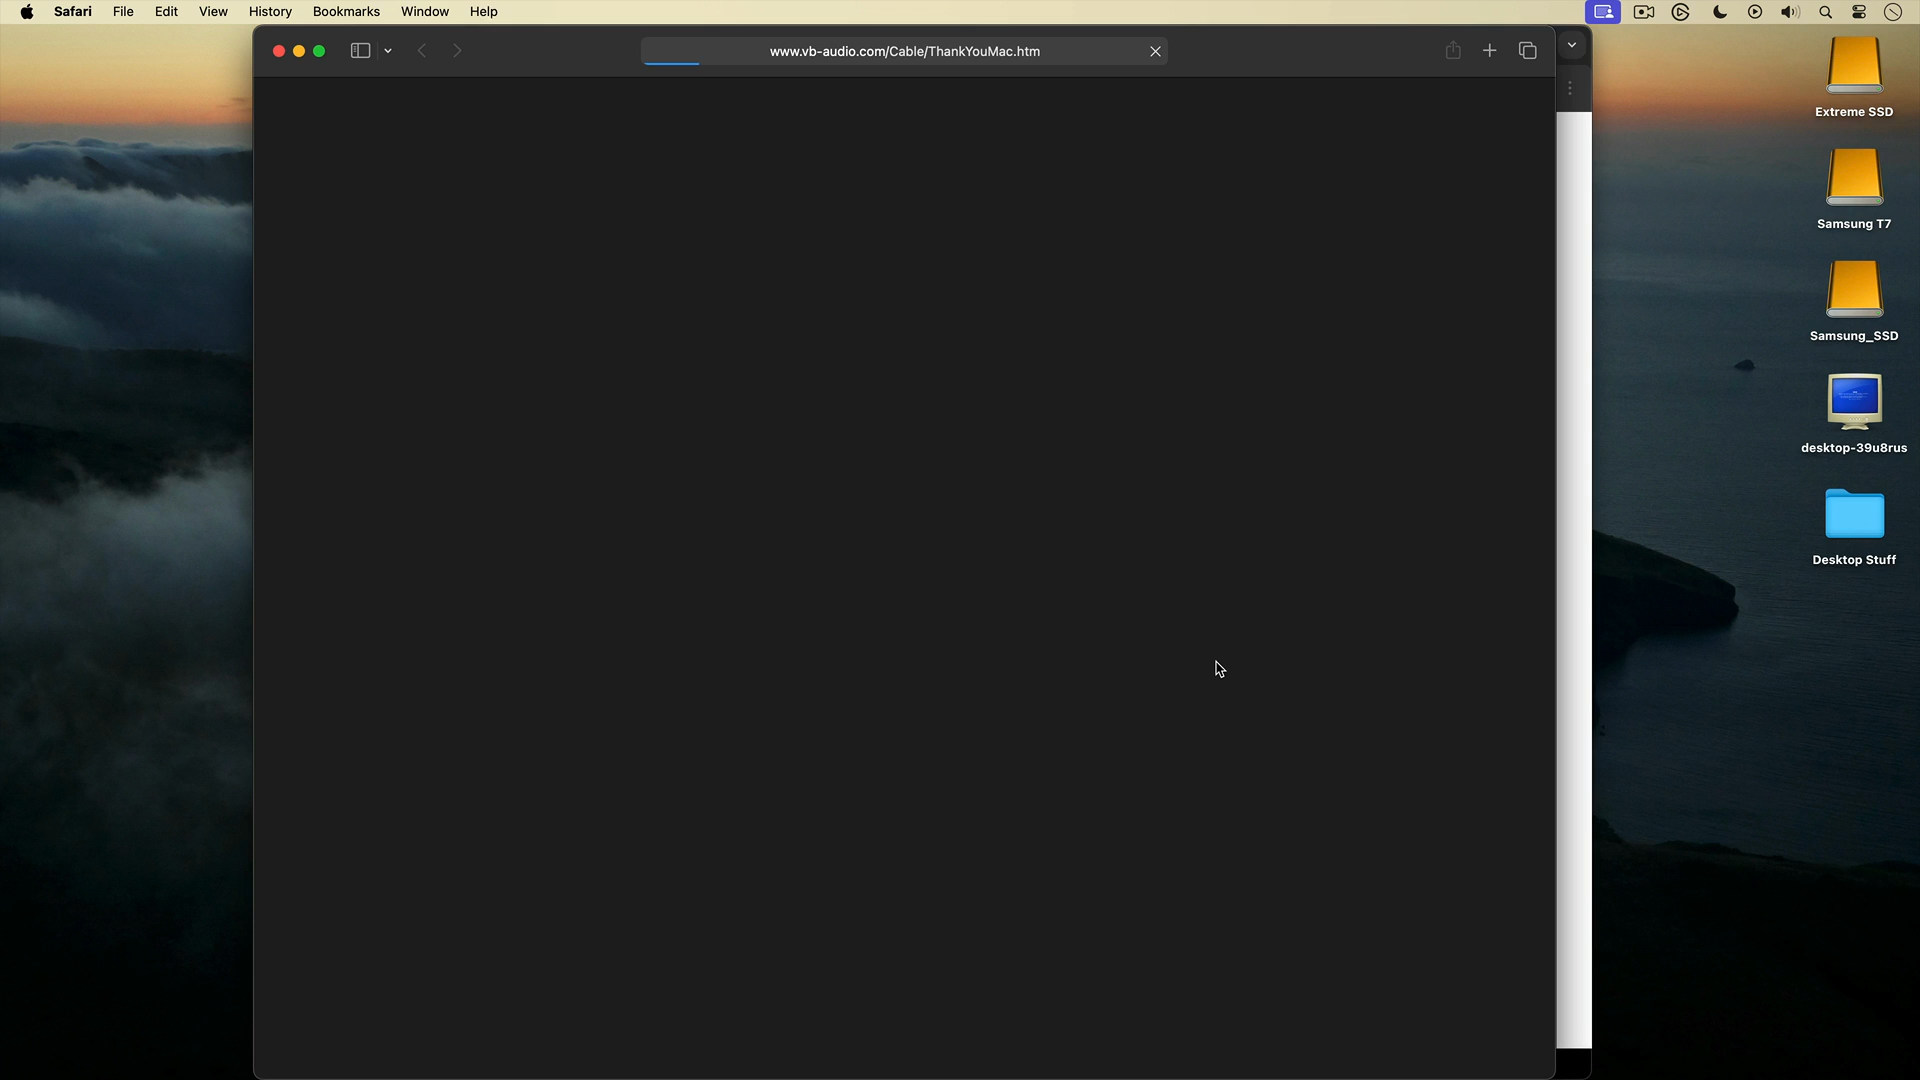 Safari File Edit View History Bookmarks Window Help
www.vb-audio.com/Cable/ThankYouMac.htm
Extreme SSD
Samsung T7
Samsung_SSD
desktop-39u8rus
Desktop Stuff